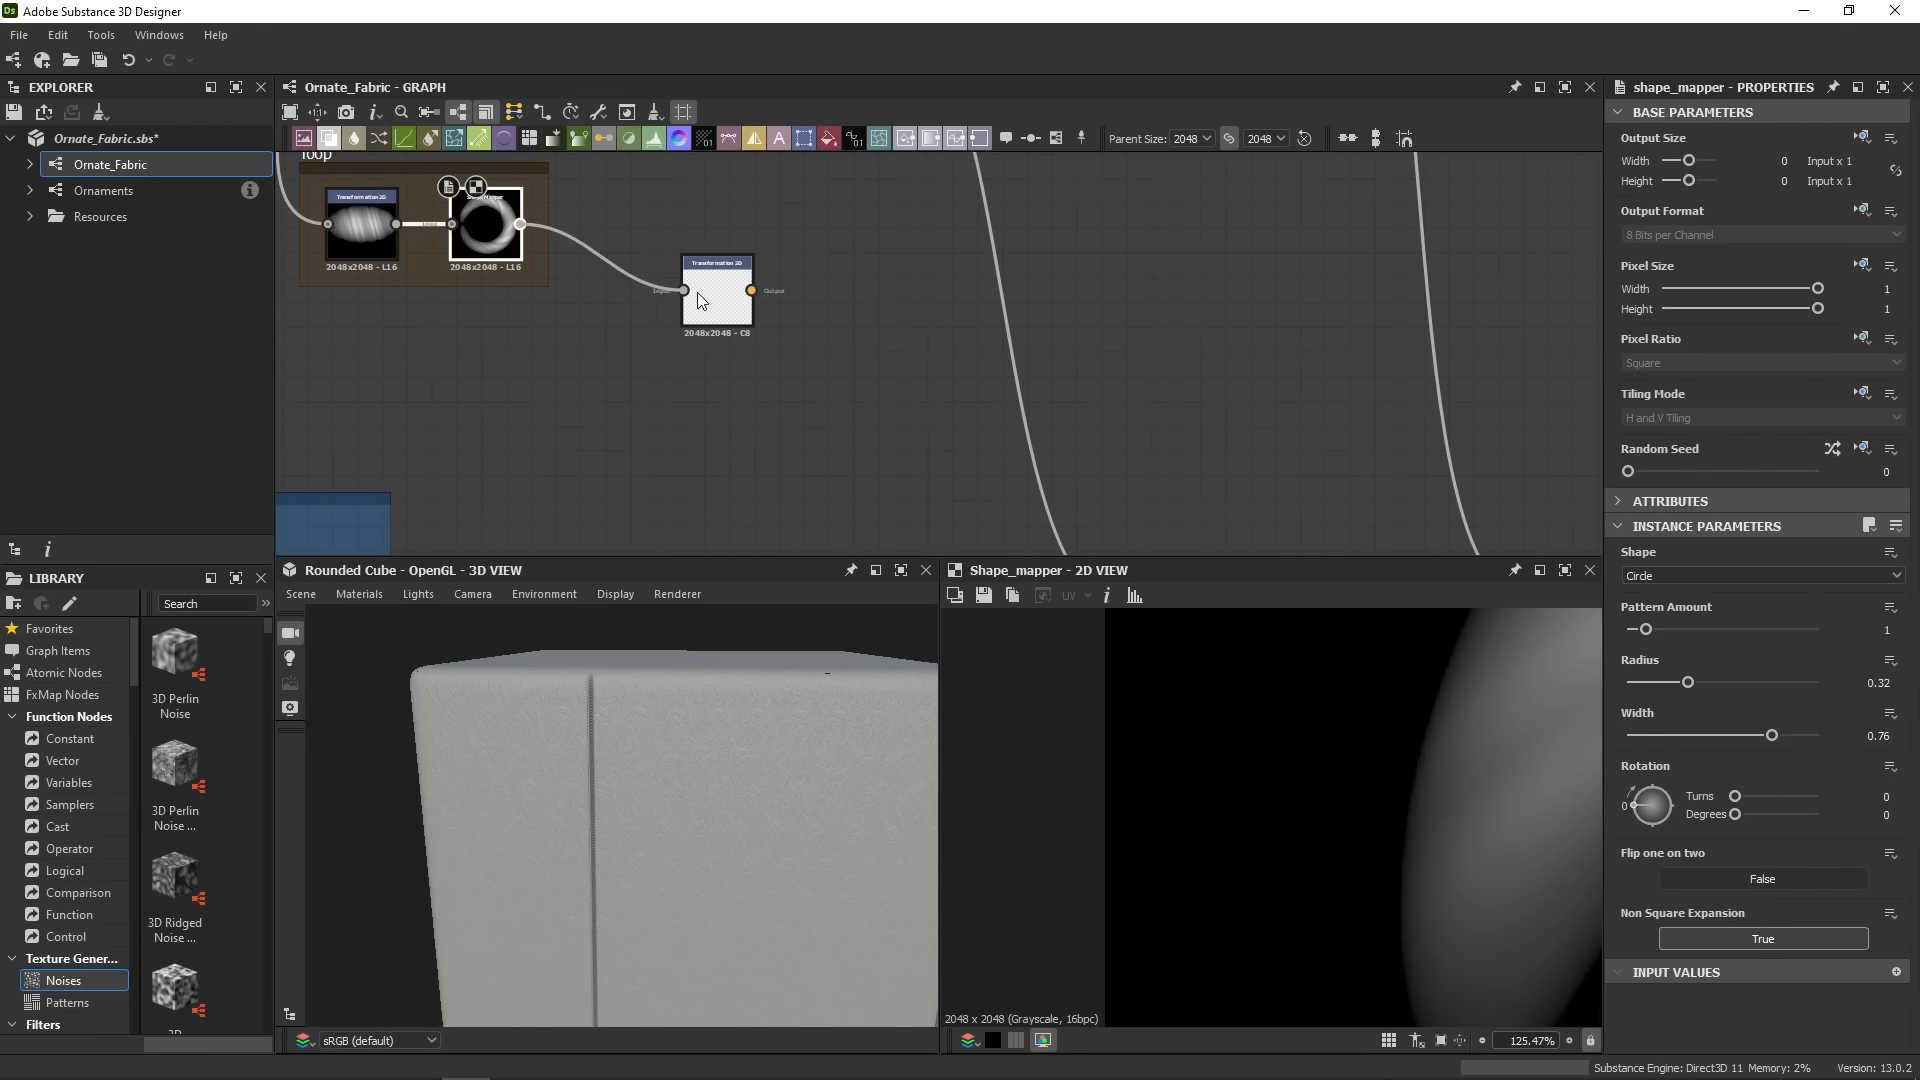 Adobe Substance 3D Designer
File Edit Tools Windows Help
EXPLORER
Ornate_Fabric.sbs*
Ornate_Fabric
Ornaments
Resources
Ornate_Fabric - GRAPH
Parent Size: 2048 2048
loop
Transformation 2D
2048x2048 - L16
Shape Mapper
2048x2048 - L16
Transformation 2D
Output
2048x2048 - C8
LIBRARY
Search
Favorites
Graph Items
Atomic Nodes
FxMap Nodes
Function Nodes
Constant
Vector
Variables
Samplers
Cast
Operator
Logical
Comparison
Function
Control
Texture Gener...
Noises
Patterns
Filters
3D Perlin
Noise
3D Perlin
Noise ...
3D Ridged
Noise ...
Rounded Cube - OpenGL - 3D VIEW
Scene Materials Lights Camera Environment Display Renderer
sRGB (default)
Shape_mapper - 2D VIEW
UV
2048 x 2048 (Grayscale, 16bpc)
125.47%
shape_mapper - PROPERTIES
BASE PARAMETERS
Output Size
Width 0 Input x 1
Height 0 Input x 1
Output Format
8 Bits per Channel
Pixel Size
Width 1
Height 1
Pixel Ratio
Square
Tiling Mode
H and V Tiling
Random Seed
0
ATTRIBUTES
INSTANCE PARAMETERS
Shape
Circle
Pattern Amount
1
Radius
0.32
Width
0.76
Rotation
0 Turns 0
Degrees 0
Flip one on two
False
Non Square Expansion
True
INPUT VALUES
Substance Engine: Direct3D 11 Memory: 2% Version: 13.0.2